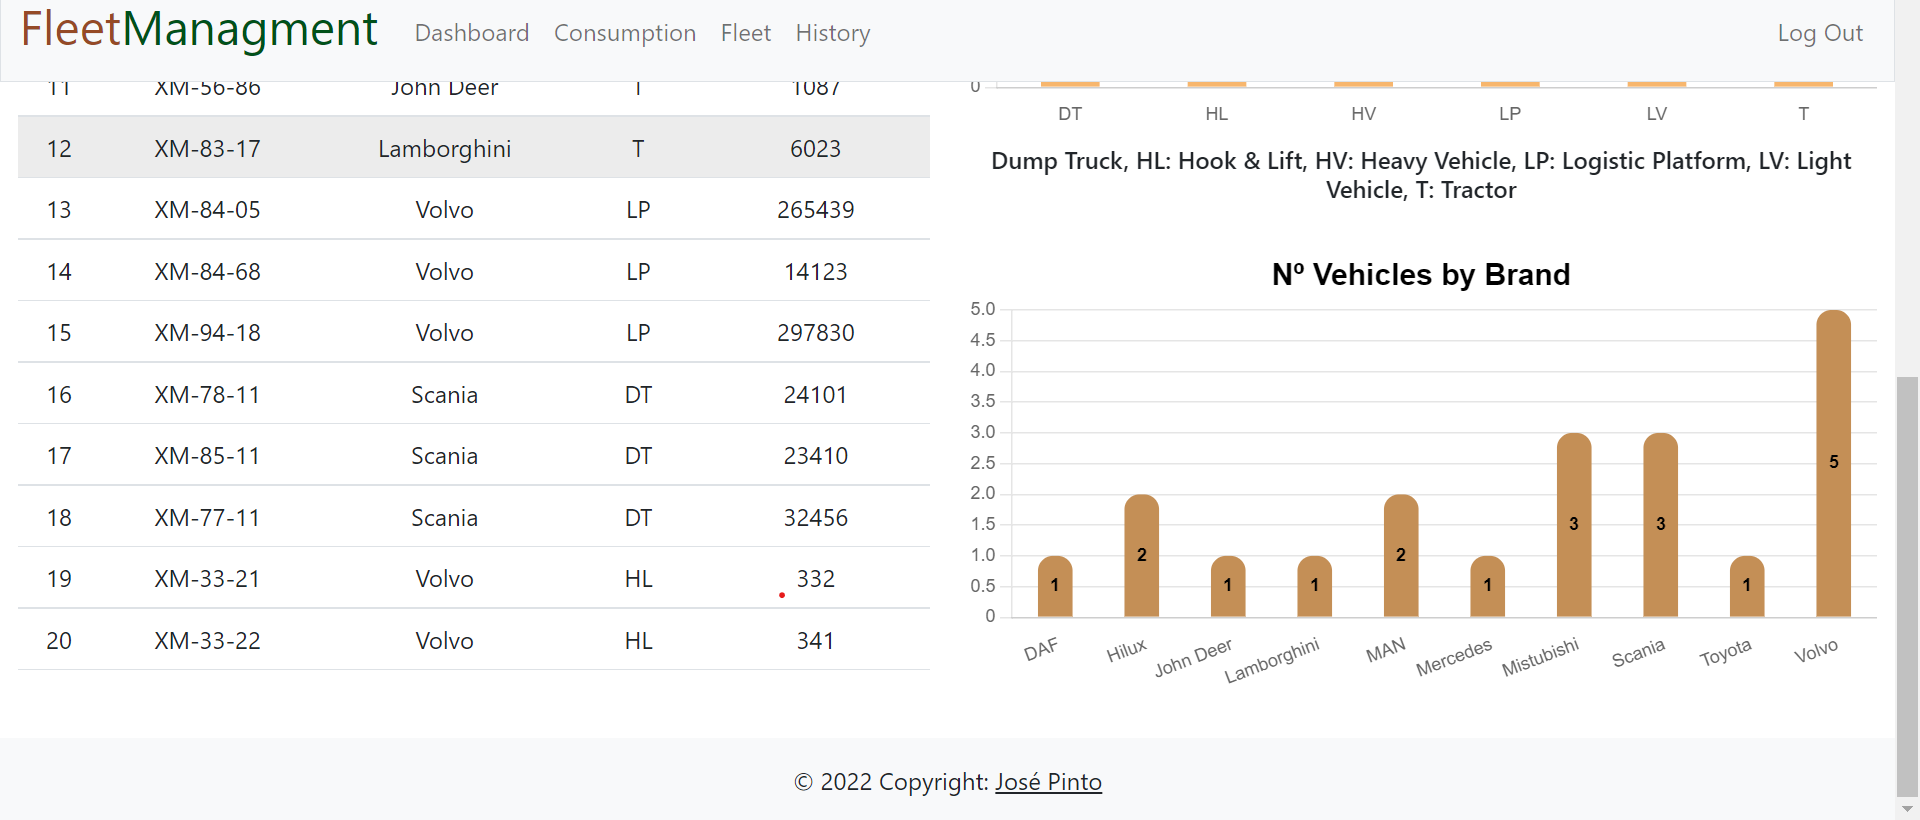 FleetManagment Dashboard Consumption Fleet History Log Out
11 XM-56-86 John Deer T 1087
12 XM-83-17 Lamborghini T 6023
13 XM-84-05 Volvo LP 265439
14 XM-84-68 Volvo LP 14123
15 XM-94-18 Volvo LP 297830
16 XM-78-11 Scania DT 24101
17 XM-85-11 Scania DT 23410
18 XM-77-11 Scania DT 32456
19 XM-33-21 Volvo HL 332
20 XM-33-22 Volvo HL 341
0
DT HL HV LP LV T
Dump Truck, HL: Hook & Lift, HV: Heavy Vehicle, LP: Logistic Platform, LV: Light
Vehicle, T: Tractor
Nº Vehicles by Brand
5.0
4.5
4.0
3.5
3.0
2.5
2.0
1.5
1.0
0.5
0
1 2 1 1 2 1 3 3 1 5
DAF Hilux John Deer Lamborghini MAN Mercedes Mistubishi Scania Toyota Volvo
© 2022 Copyright: José Pinto